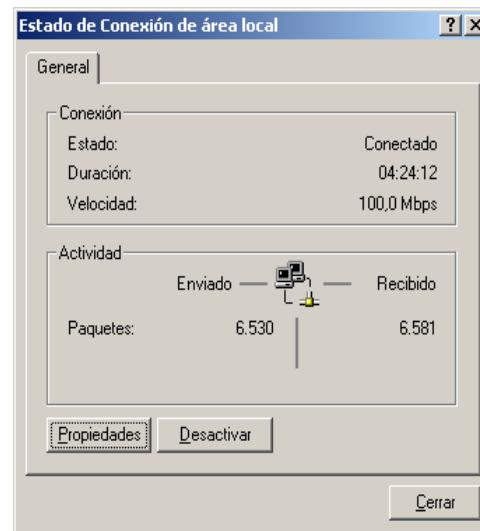 Estado de Conexión de área local
General
Conexión
Estado: Conectado
Duración: 04:24:12
Velocidad: 100,0 Mbps
Actividad
Enviado Recibido
Paquetes: 6.530 6.581
Propiedades Desactivar
Cerrar